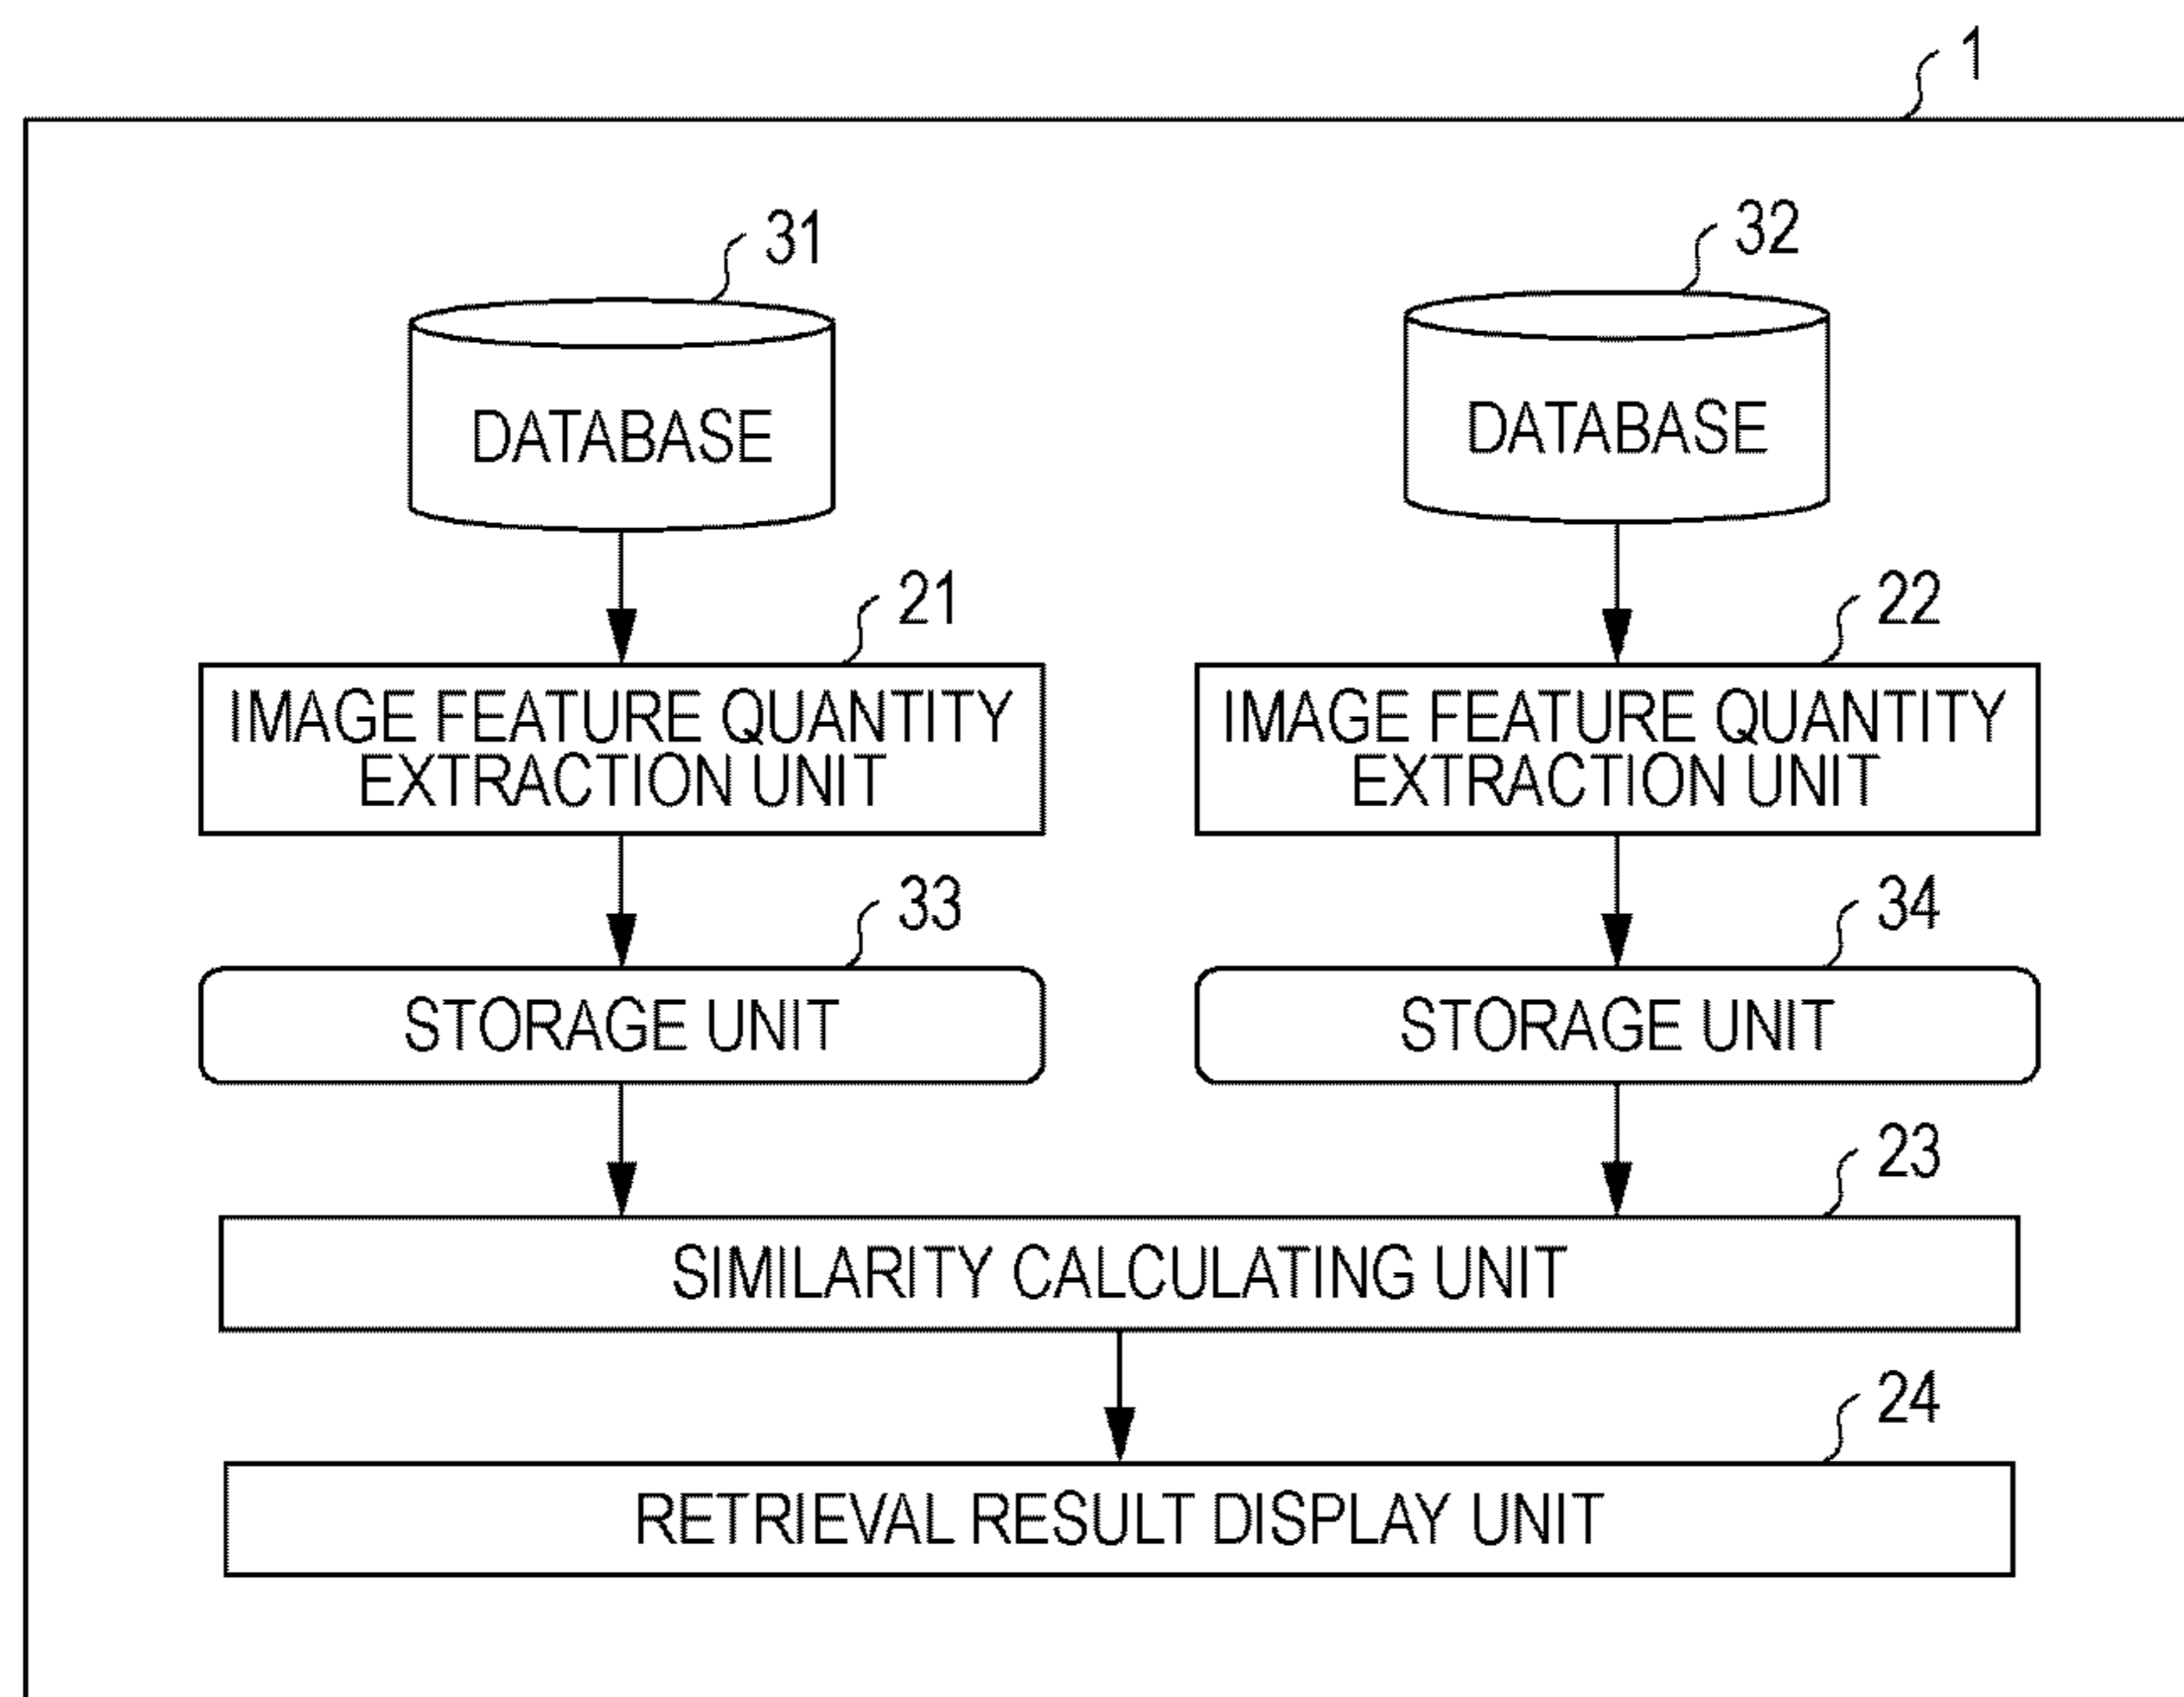 1
31
32
DATABASE
DATABASE
21
22
IMAGE FEATURE QUANTITY
EXTRACTION UNIT
IMAGE FEATURE QUANTITY
EXTRACTION UNIT
33
34
STORAGE UNIT
STORAGE UNIT
23
SIMILARITY CALCULATING UNIT
24
RETRIEVAL RESULT DISPLAY UNIT